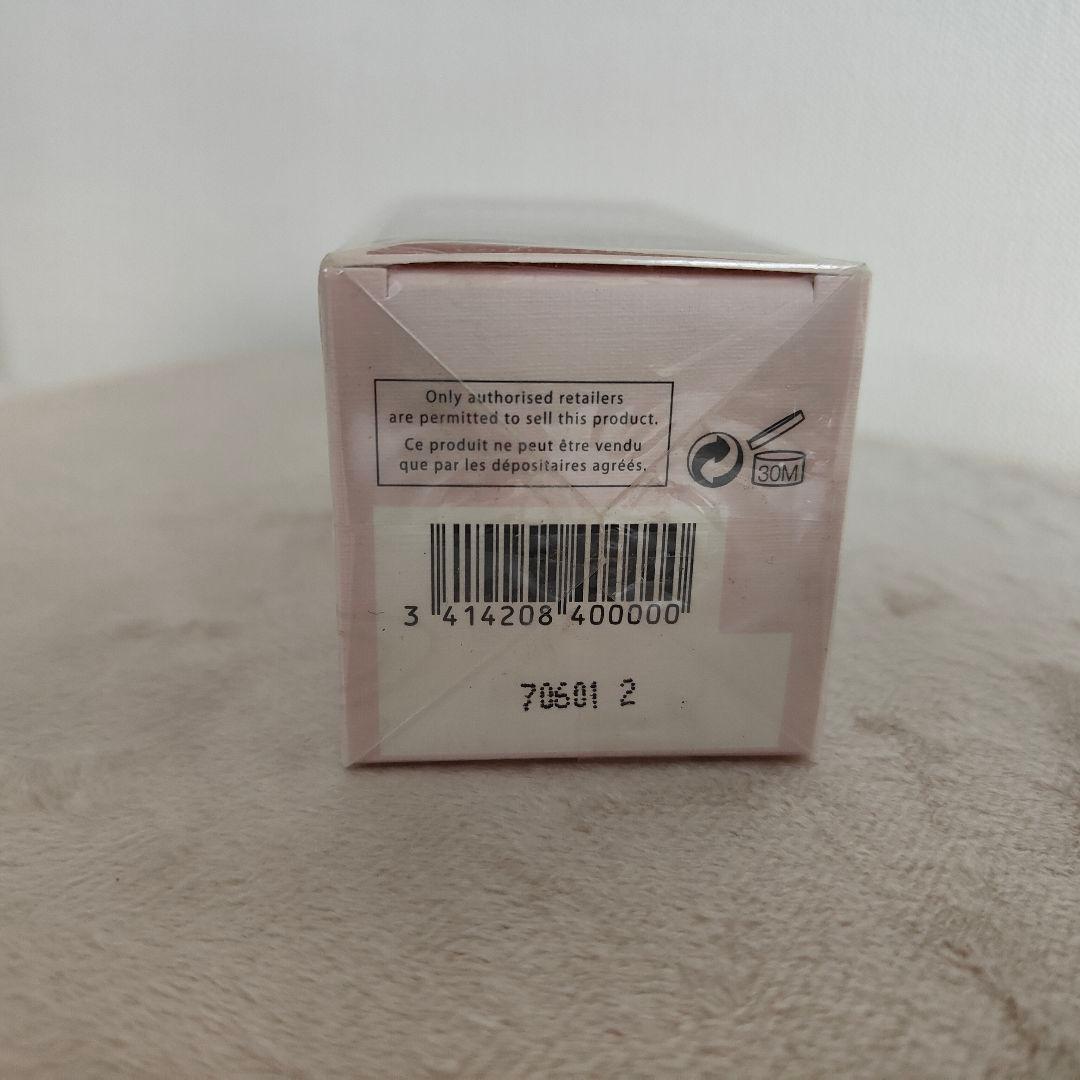 Only authorised retailers
are permitted to sell this product.
Ce produit ne peut être vendu
que par les dépositaires agréés.
30M
3 414208 400000
70601 2